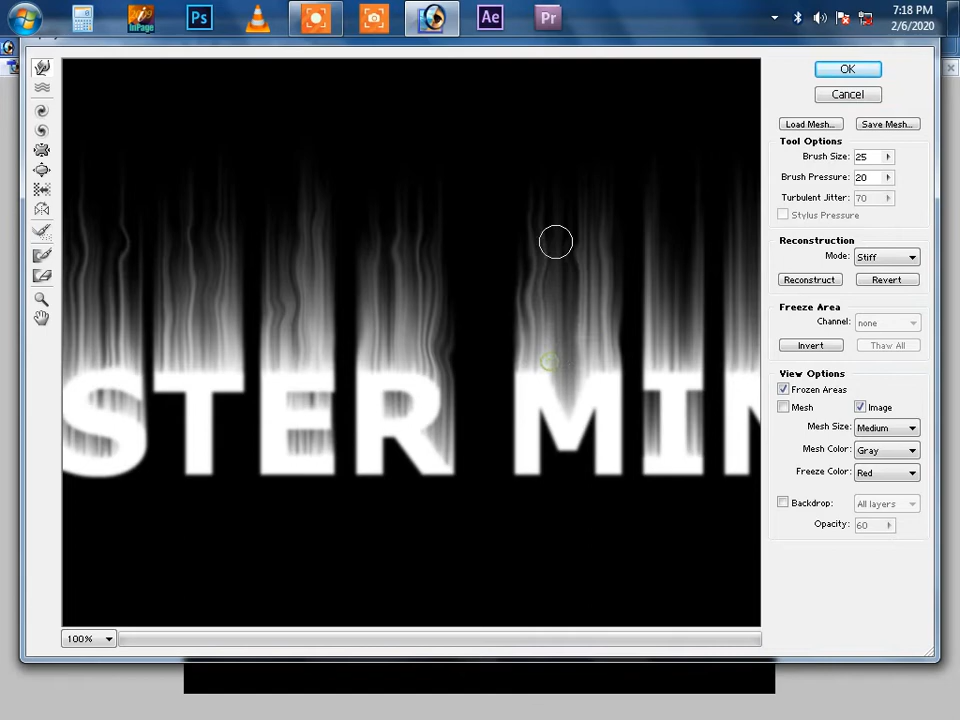 InPage
Ps
Ae
Pr
7:18 PM
2/6/2020
OK
Cancel
Load Mesh...
Save Mesh...
Tool Options
Brush Size: 25
Brush Pressure: 20
Turbulent Jitter: 70
Stylus Pressure
Reconstruction
Mode: Stiff
Reconstruct
Revert
Freeze Area
Channel: none
Invert
Thaw All
View Options
Frozen Areas
Mesh
Image
Mesh Size: Medium
Mesh Color: Gray
Freeze Color: Red
Backdrop: All layers
Opacity: 60
STER MIN
100%